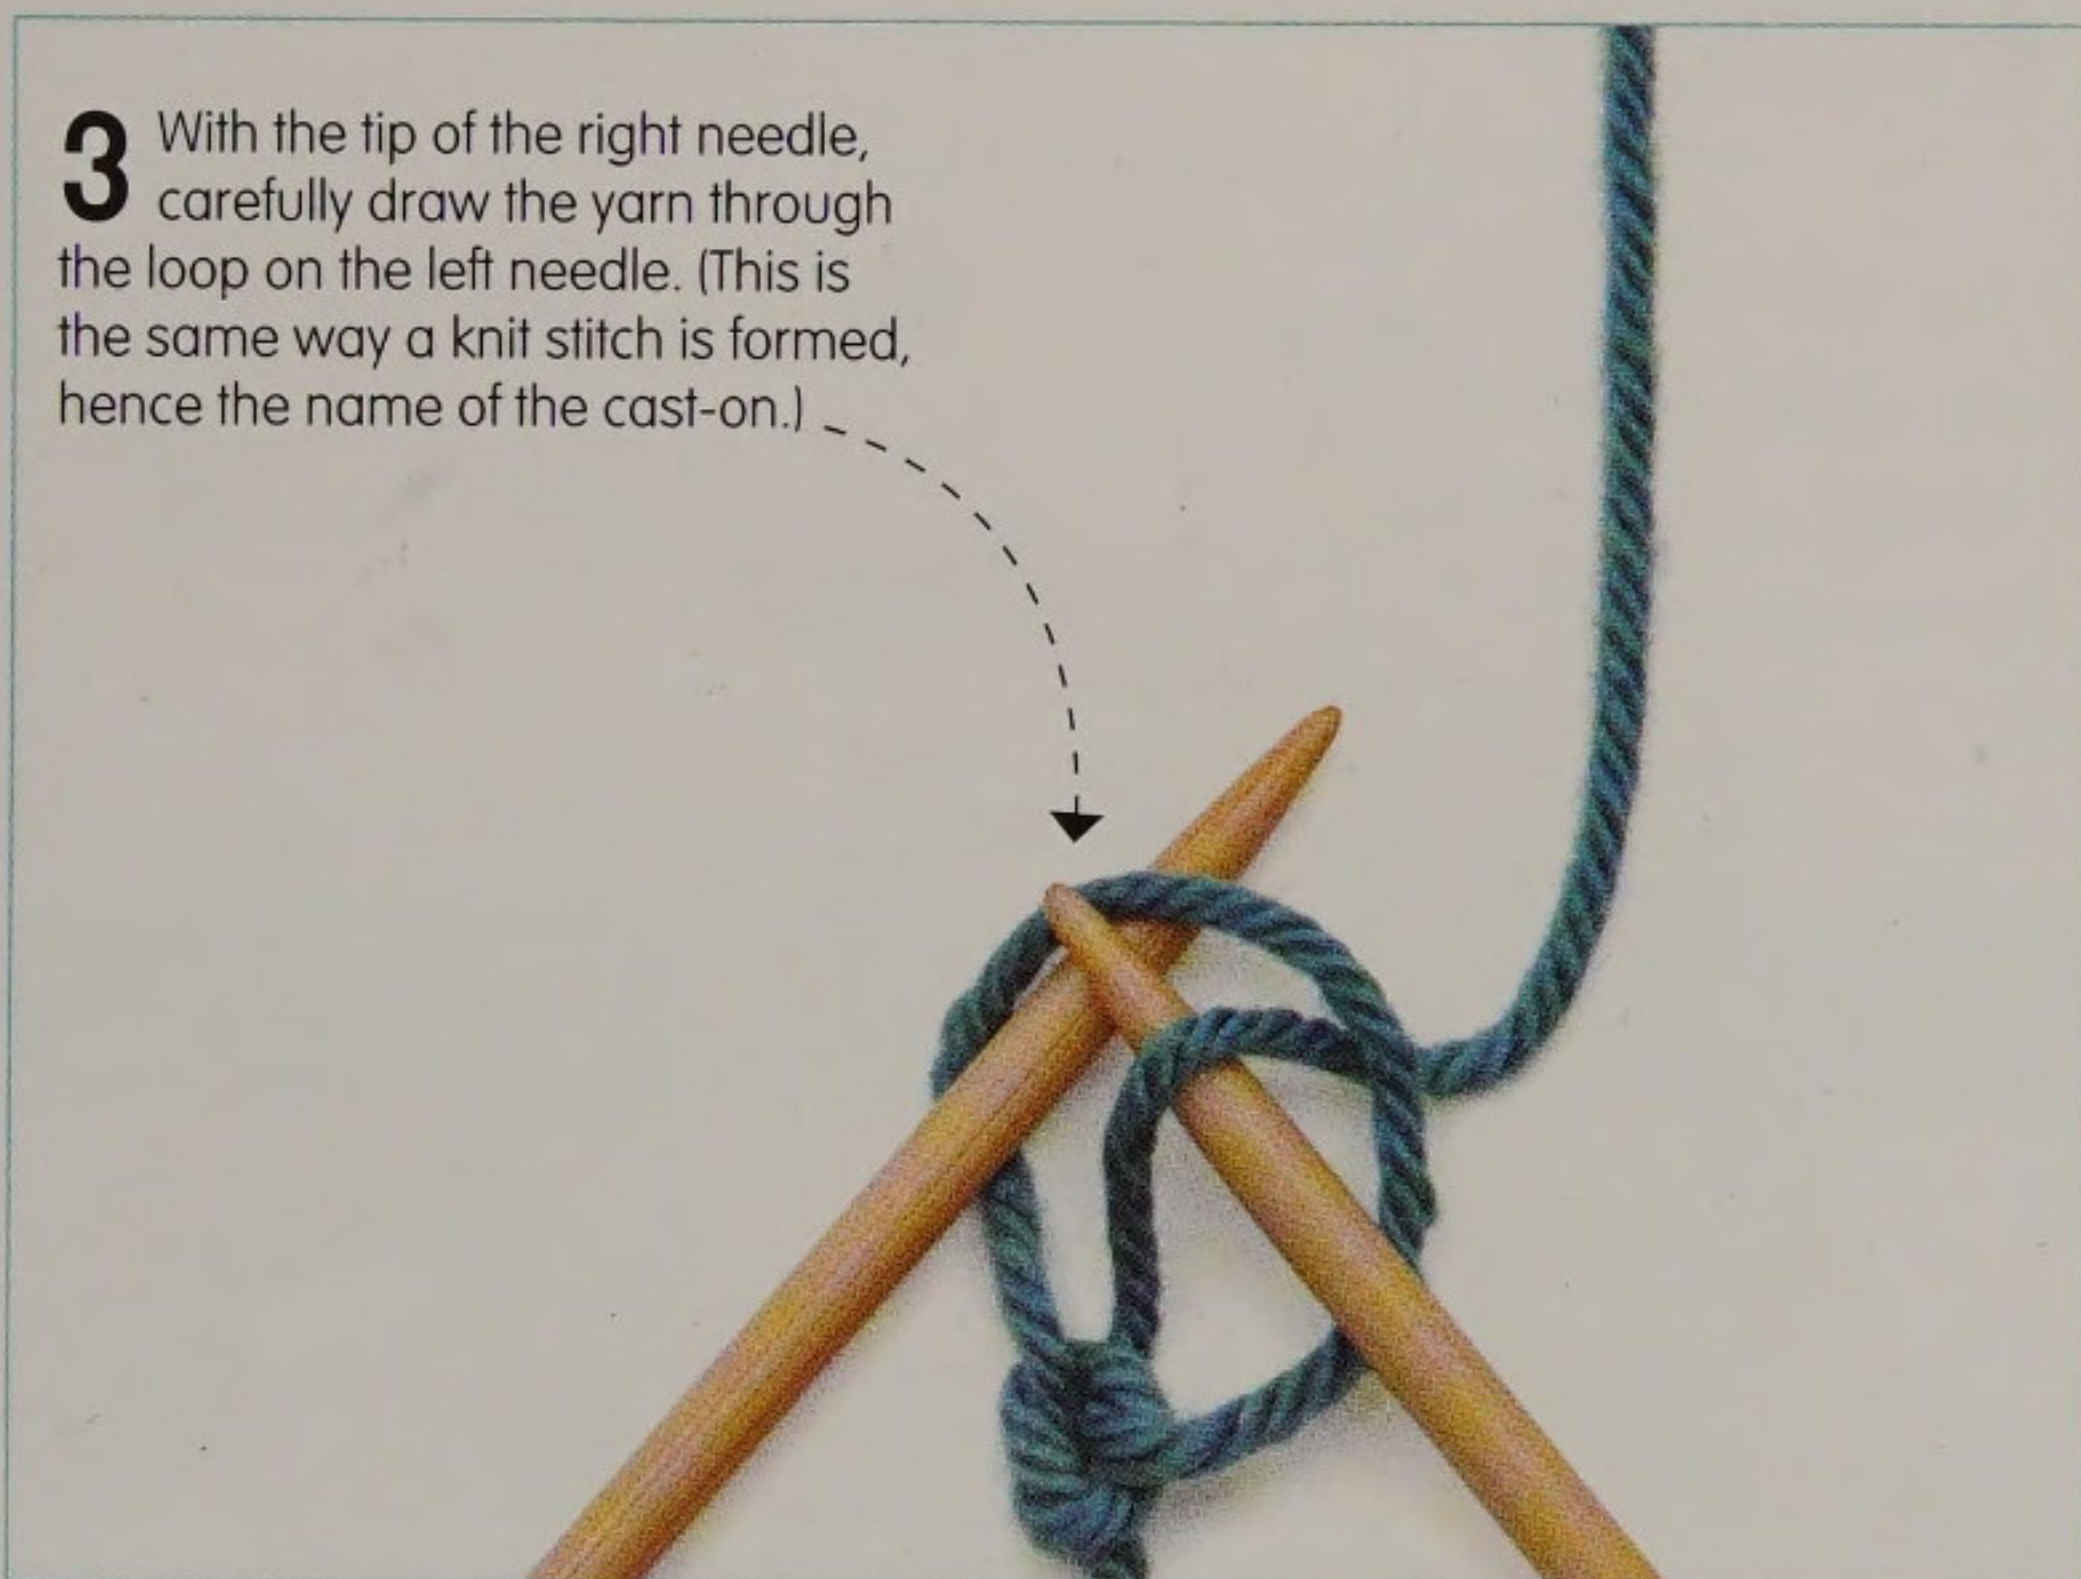 3 With the tip of the right needle,
carefully draw the yarn through
the loop on the left needle. (This is
the same way a knit stitch is formed,
hence the name of the cast-on.)